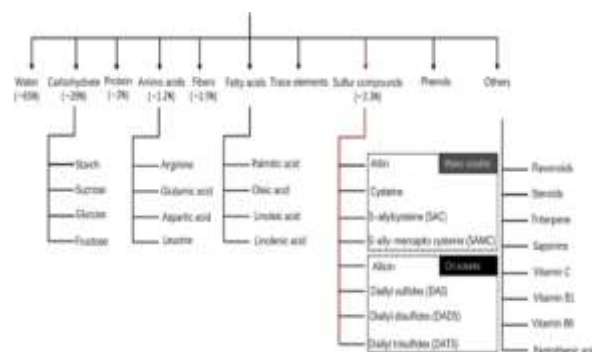 Water
(~65%)
Carbohydrate
(~28%)
Protein
(~2%)
Amino acids
(~1.2%)
Fibers
(~1.5%)
Fatty acids
Trace elements
Sulfur compounds
(~2.3%)
Phenols
Others
Starch
Sucrose
Glucose
Fructose
Arginine
Glutamic acid
Aspartic acid
Leucine
Palmitic acid
Oleic acid
Linoleic acid
Linolenic acid
Alliin
Water soluble
Cysteine
S-allylcysteine (SAC)
S-ally-mercapto cysteine (SAMC)
Allicin
Oil soluble
Diallyl sulfides (DAS)
Diallyl disulfides (DADS)
Diallyl trisulfides (DATS)
Flavonoids
Steroids
Triterpene
Saponins
Vitamin C
Vitamin B1
Vitamin B6
Pantothenic acid